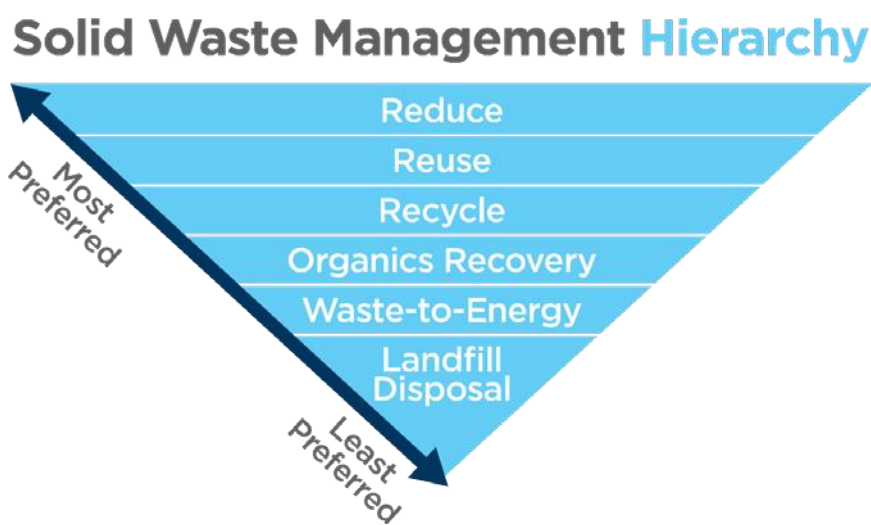 Solid Waste Management Hierarchy
Reduce
Reuse
Recycle
Organics Recovery
Waste-to-Energy
Landfill
Disposal
Most
Preferred
Least
Preferred